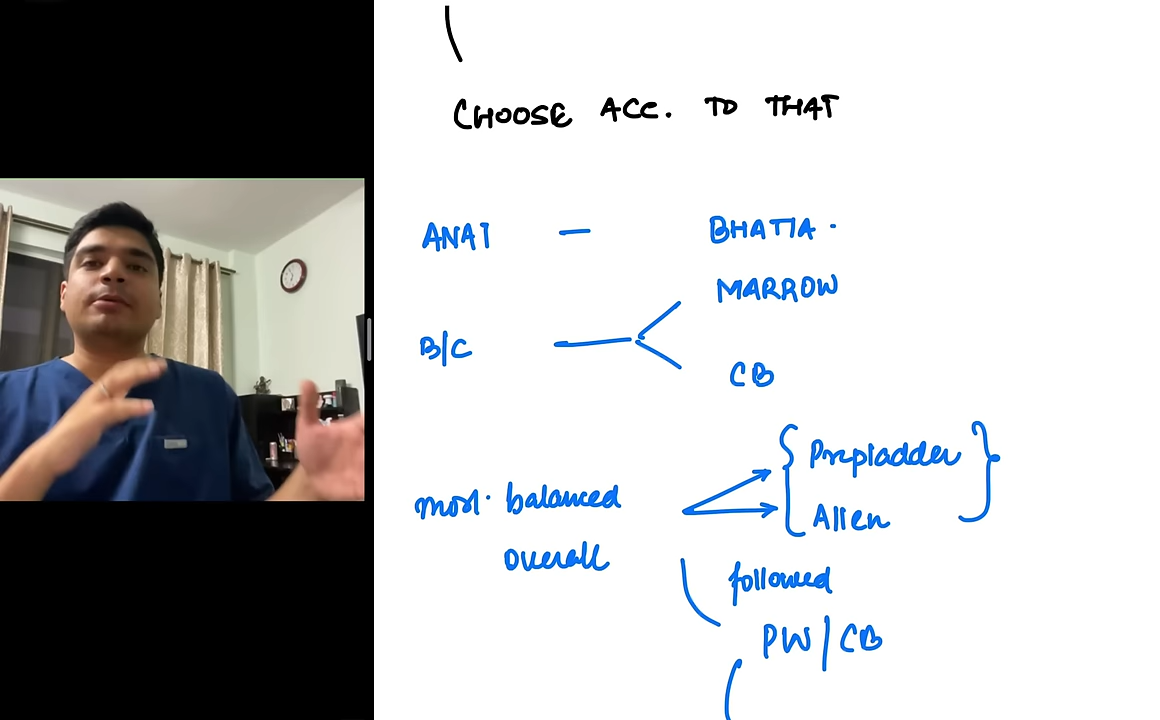 CHOOSE ACC. TO THAT
ANAT — BHATIA.
MARROW
B/C
CB
most balanced
overall
Prepladder
Allen
followed
PW/CB